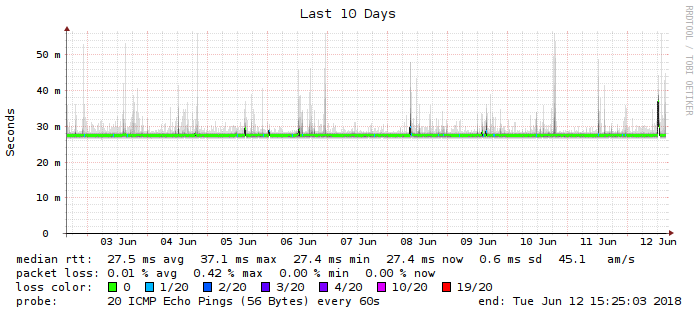 Last 10 Days
RRDTOOL / TOBI OETIKER
Seconds
50 m
40 m
30 m
20 m
10 m
0
03 Jun 04 Jun 05 Jun 06 Jun 07 Jun 08 Jun 09 Jun 10 Jun 11 Jun 12 Jun
median rtt: 27.5 ms avg 37.1 ms max 27.4 ms min 27.4 ms now 0.6 ms sd 45.1 am/s
packet loss: 0.01 % avg 0.42 % max 0.00 % min 0.00 % now
loss color: 0 1/20 2/20 3/20 4/20 10/20 19/20
probe: 20 ICMP Echo Pings (56 Bytes) every 60s end: Tue Jun 12 15:25:03 2018